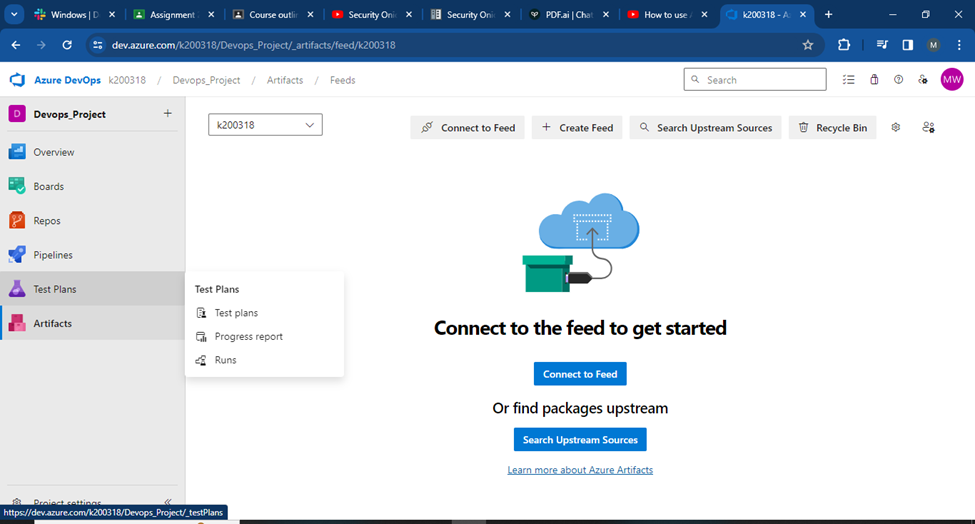 Windows | D
Assignment
Course outli
Security Oni
Security On
PDF.ai | Chat
How to use A
k200318 - Az
dev.azure.com/k200318/Devops_Project/_artifacts/feed/k200318
M
Azure DevOps k200318 / Devops_Project / Artifacts / Feeds
Search
MW
D Devops_Project +
k200318
Connect to Feed
+ Create Feed
Search Upstream Sources
Recycle Bin
Overview
Boards
Repos
Pipelines
Test Plans
Artifacts
Test Plans
Test plans
Progress report
Runs
Connect to the feed to get started
Connect to Feed
Or find packages upstream
Search Upstream Sources
Learn more about Azure Artifacts
Project settings
https://dev.azure.com/k200318/Devops_Project/_testPlans